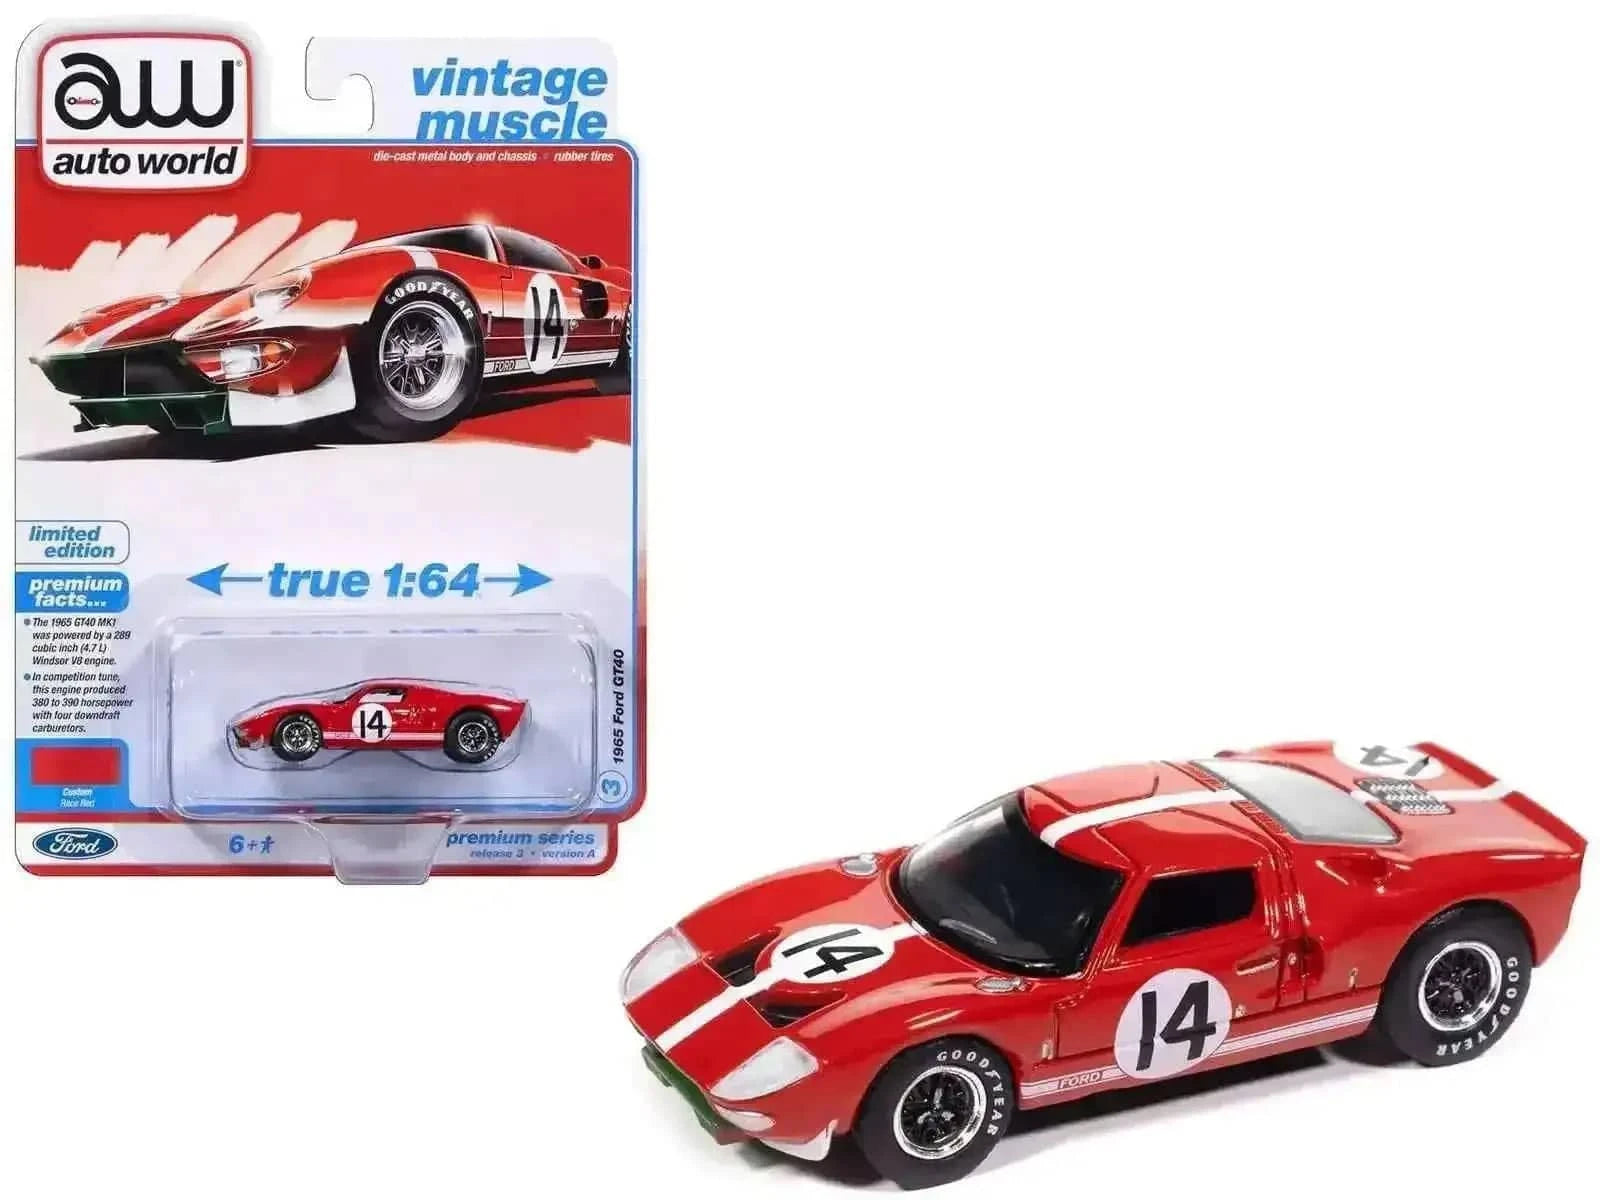 aw
auto world
vintage
muscle
die-cast metal body and chassis • rubber tires
GOODYEAR
14
FORD
limited
edition
true 1:64
premium
facts...
• The 1965 GT40 MK1
was powered by a 289
cubic inch (4.7 L)
Windsor V8 engine.
• In competition tune,
this engine produced
380 to 390 horsepower
with four downdraft
carburetors.
14
Custom
Race Red
3 1965 Ford GT40
Ford
6+
premium series
release 3 • version A
14
14
14
FORD
GOODYEAR
GOODYEAR